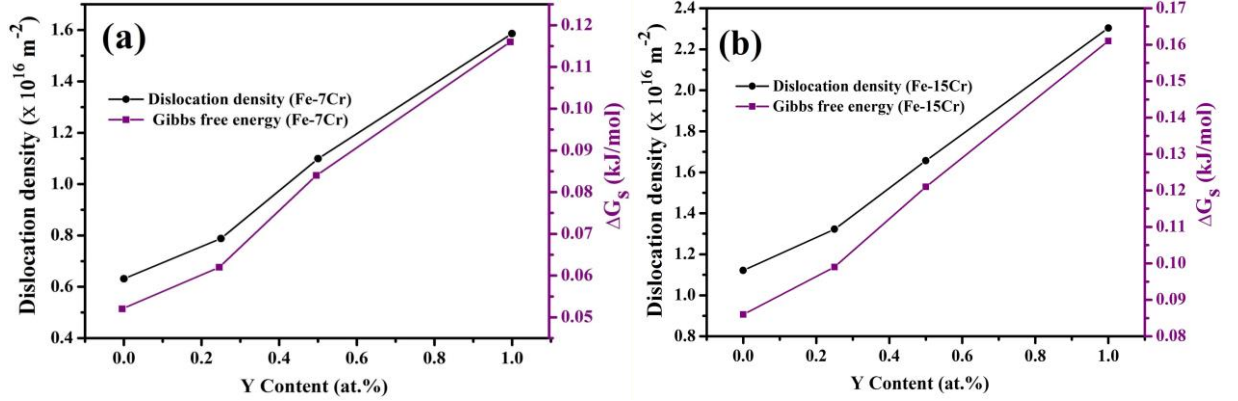 (a)
Dislocation density (x 10¹⁶ m⁻²)
1.6
1.4
1.2
1.0
0.8
0.6
0.4
Dislocation density (Fe-7Cr)
Gibbs free energy (Fe-7Cr)
0.12
0.11
0.10
0.09
0.08
0.07
0.06
0.05
ΔGS (kJ/mol)
0.0 0.2 0.4 0.6 0.8 1.0
Y Content (at.%)
(b)
Dislocation density (x 10¹⁶ m⁻²)
2.4
2.2
2.0
1.8
1.6
1.4
1.2
1.0
0.8
Dislocation density (Fe-15Cr)
Gibbs free energy (Fe-15Cr)
0.17
0.16
0.15
0.14
0.13
0.12
0.11
0.10
0.09
0.08
ΔGS (kJ/mol)
0.0 0.2 0.4 0.6 0.8 1.0
Y Content (at.%)